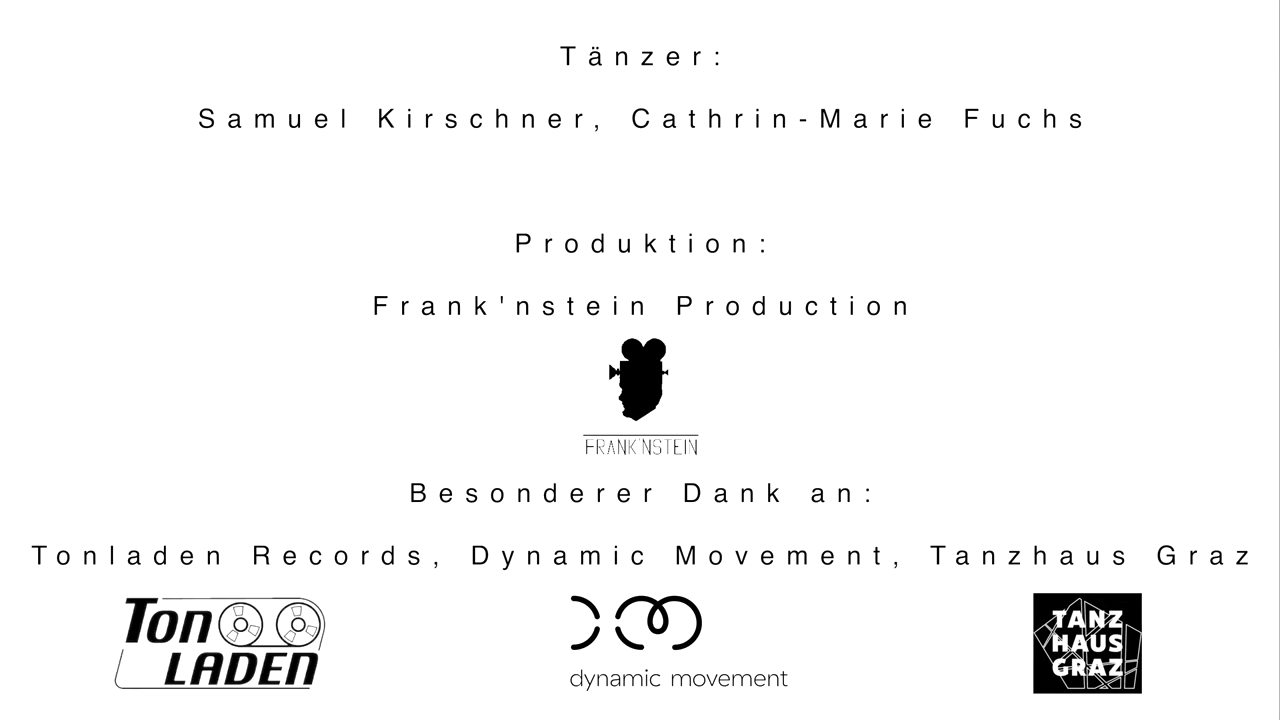 Tänzer:
Samuel Kirschner, Cathrin-Marie Fuchs
Produktion:
Frank'nstein Production
FRANK'NSTEIN
Besonderer Dank an:
Tonladen Records, Dynamic Movement, Tanzhaus Graz
Ton
LADEN
dynamic movement
TANZ
HAUS
GRAZ